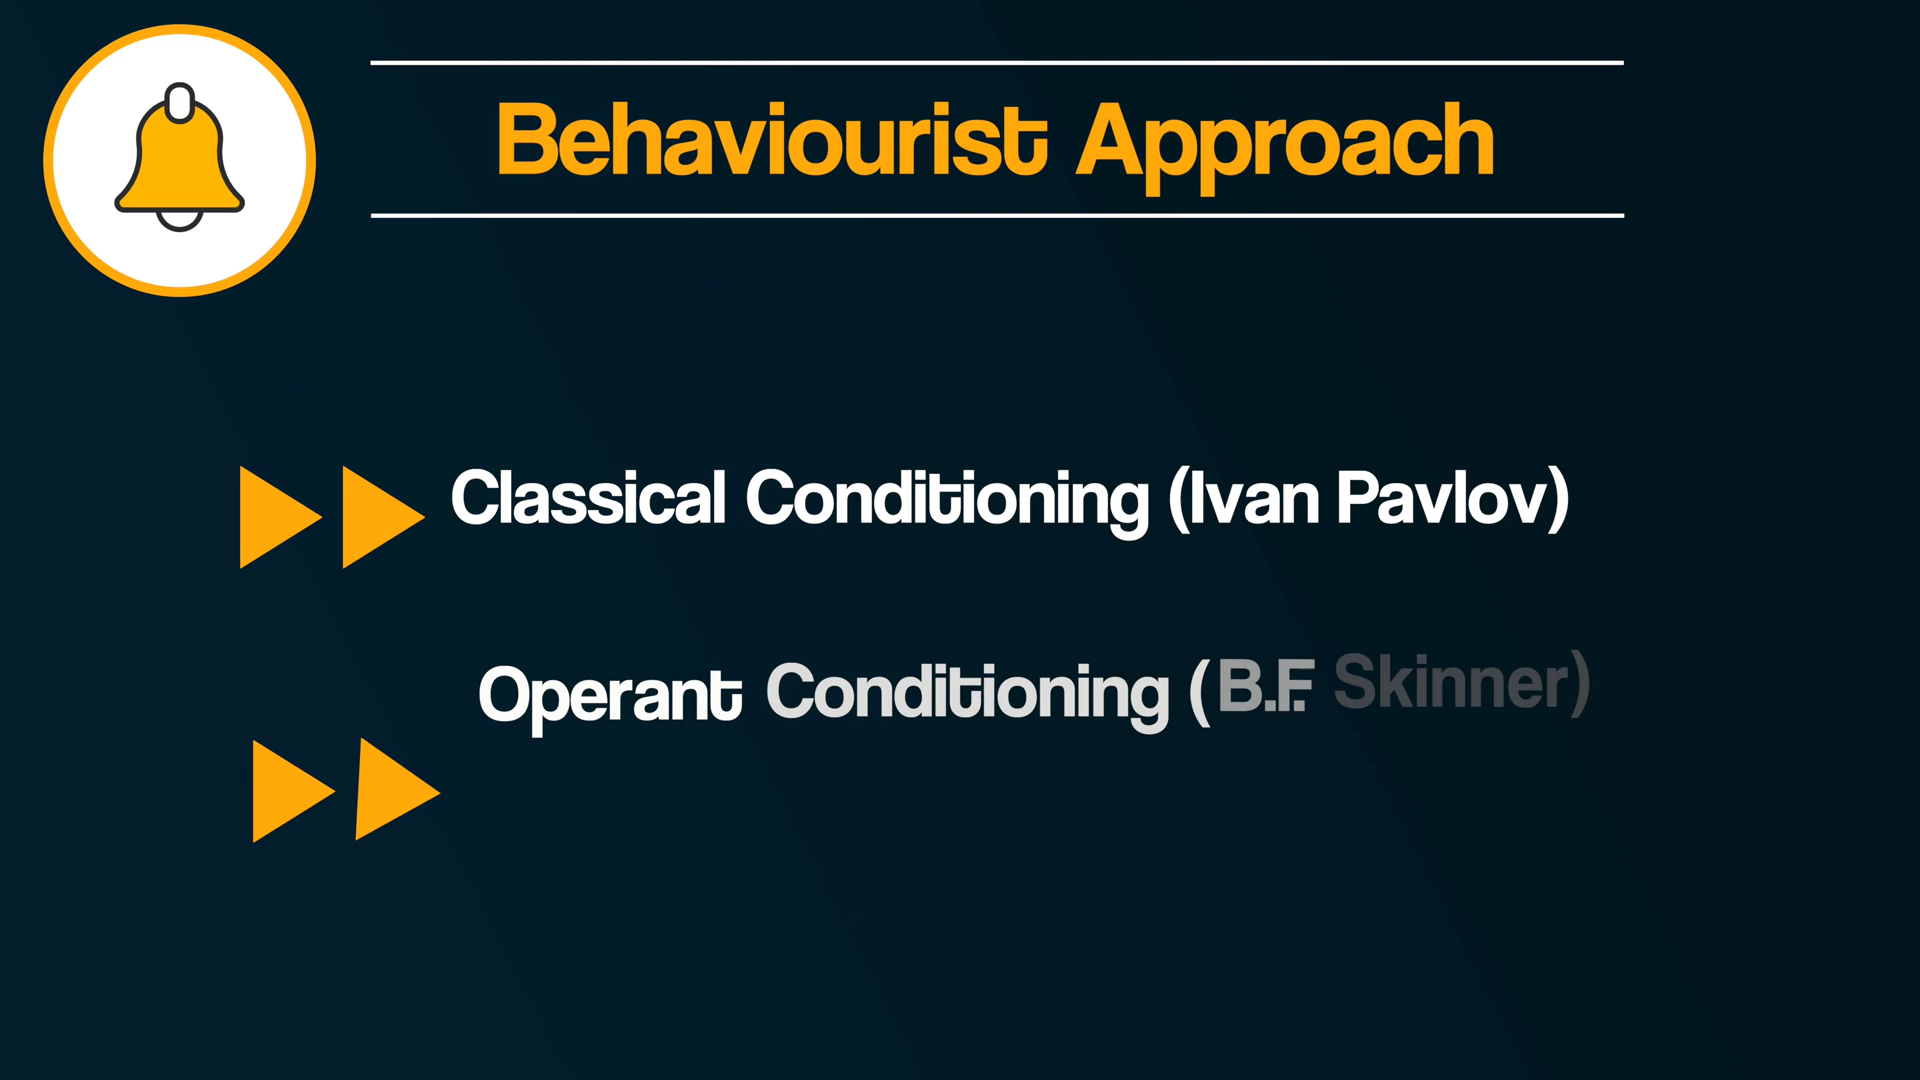 Behaviourist Approach
Classical Conditioning (Ivan Pavlov)
Operant Conditioning (B.F. Skinner)